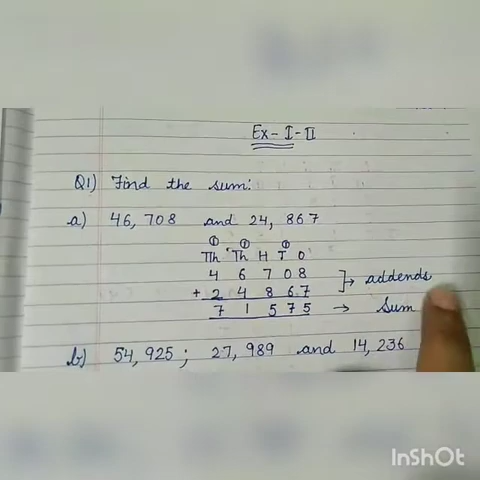 Ex-I-II
Q1) Find the sum:
a) 46,708 and 24,867
① ① ①
TTh Th H T O
4 6 7 0 8
+ 2 4 8 6 7 → addends
7 1 5 7 5 → Sum
b) 54,925; 27,989 and 14,236
InShOt